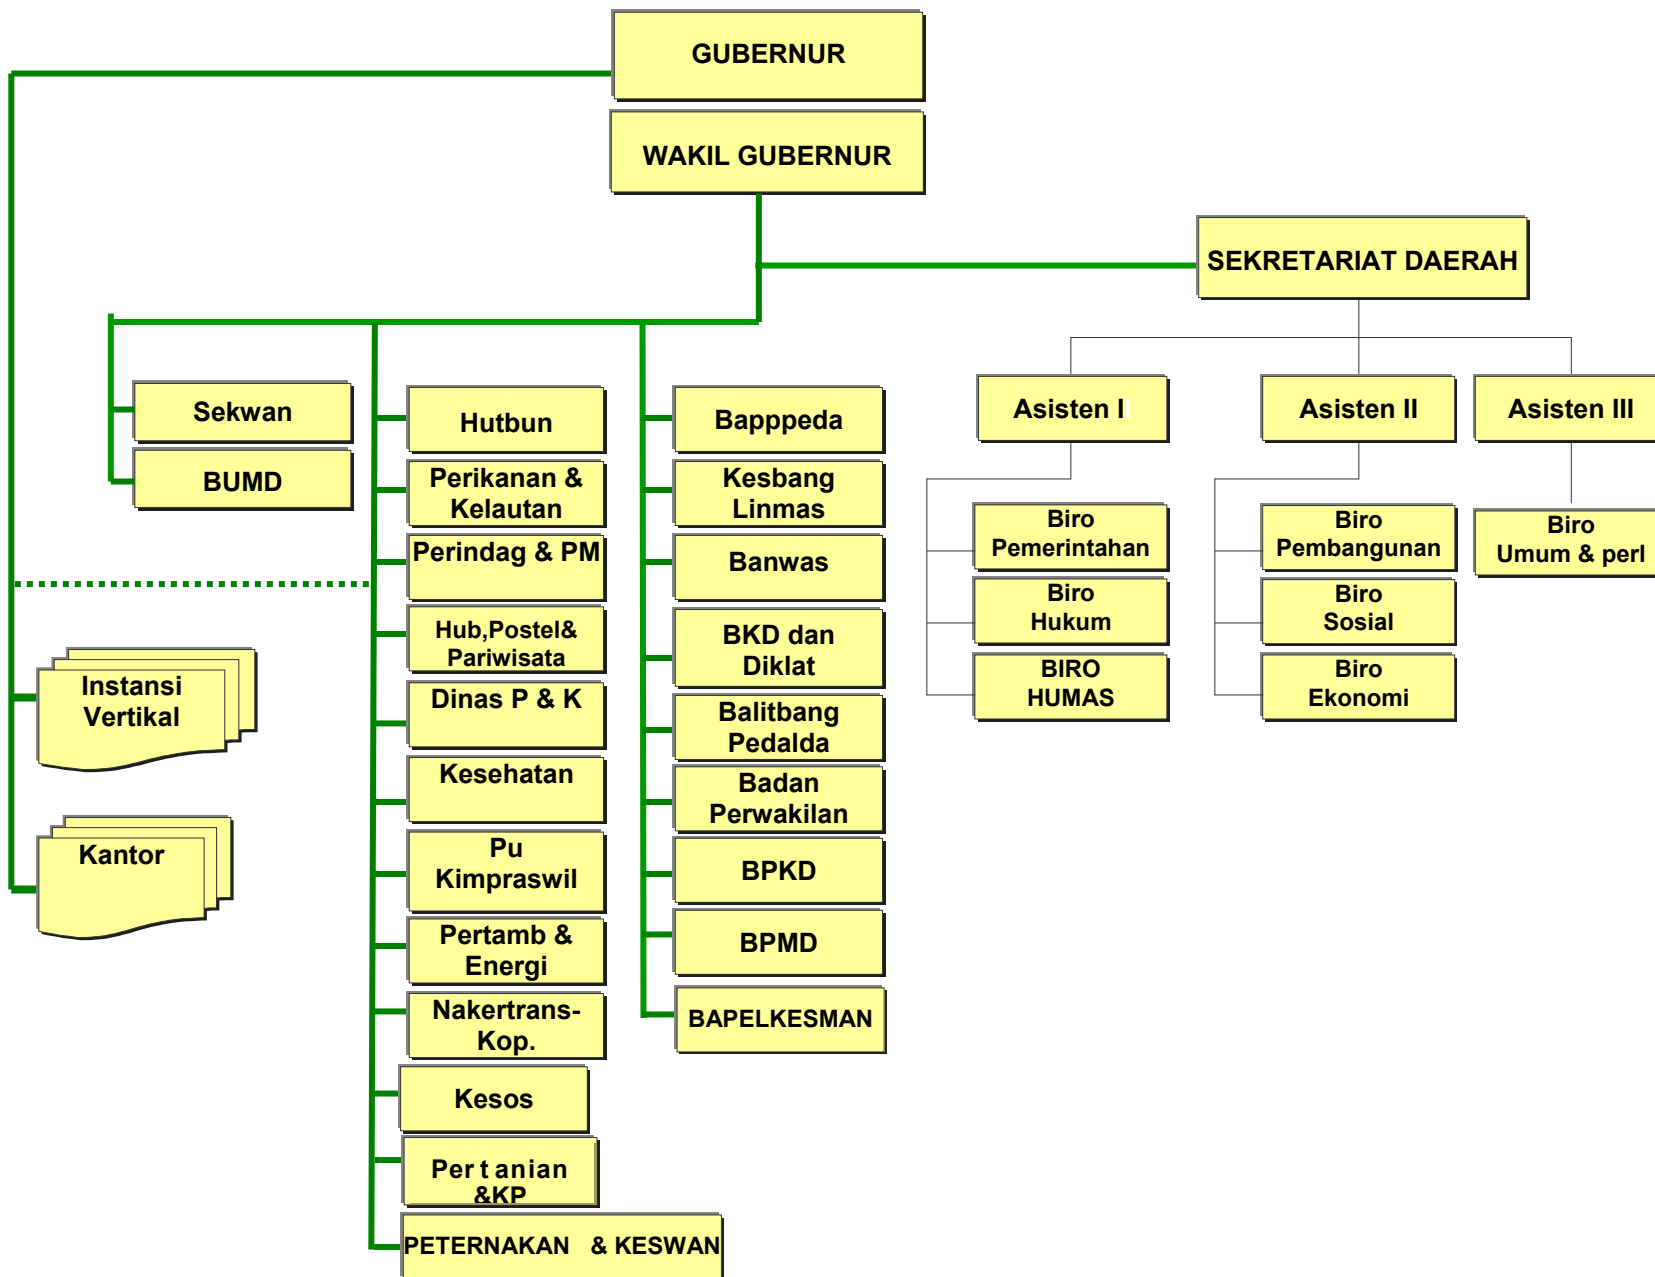 GUBERNUR
WAKIL GUBERNUR
SEKRETARIAT DAERAH
Sekwan
BUMD
Instansi
Vertikal
Kantor
Hutbun
Perikanan &
Kelautan
Perindag & PM
Hub,Postel&
Pariwisata
Dinas P & K
Kesehatan
Pu
Kimpraswil
Pertamb &
Energi
Nakertrans-
Kop.
Kesos
Pertanian
&KP
PETERNAKAN & KESWAN
Bapppeda
Kesbang
Linmas
Banwas
BKD dan
Diklat
Balitbang
Pedalda
Badan
Perwakilan
BPKD
BPMD
BAPELKESMAN
Asisten I
Biro
Pemerintahan
Biro
Hukum
BIRO
HUMAS
Asisten II
Biro
Pembangunan
Biro
Sosial
Biro
Ekonomi
Asisten III
Biro
Umum & perl